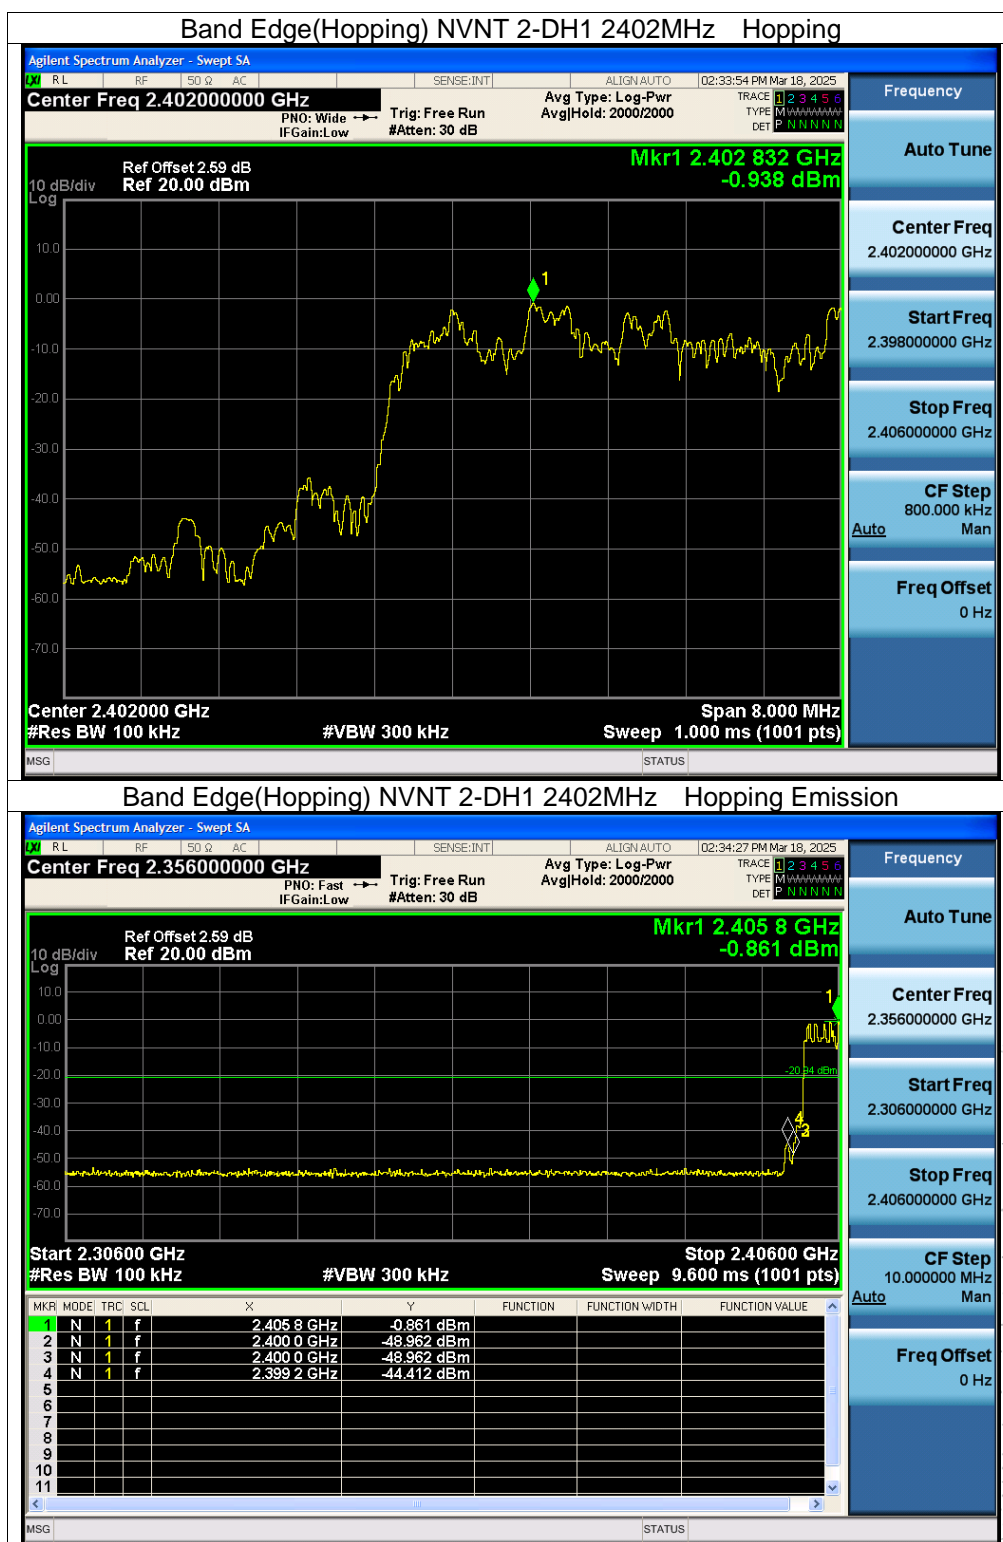 Band Edge(Hopping) NVNT 2-DH1 2402MHz Hopping
Agilent Spectrum Analyzer - Swept SA
LXI RL RF 50 Ω AC SENSE:INT ALIGN AUTO 02:33:54 PM Mar 18, 2025
Center Freq 2.402000000 GHz
PNO: Wide
IFGain:Low
Trig: Free Run
#Atten: 30 dB
Avg Type: Log-Pwr
Avg|Hold: 2000/2000
TRACE 1 2 3 4 5 6
TYPE MWWWWW
DET P N N N N N
Mkr1 2.402 832 GHz
-0.938 dBm
Ref Offset 2.59 dB
10 dB/div Ref 20.00 dBm
Log
10.0
0.00
-10.0
-20.0
-30.0
-40.0
-50.0
-60.0
-70.0
1
Center 2.402000 GHz Span 8.000 MHz
#Res BW 100 kHz #VBW 300 kHz Sweep 1.000 ms (1001 pts)
MSG STATUS
Frequency
Auto Tune
Center Freq
2.402000000 GHz
Start Freq
2.398000000 GHz
Stop Freq
2.406000000 GHz
CF Step
800.000 kHz
Auto Man
Freq Offset
0 Hz
Band Edge(Hopping) NVNT 2-DH1 2402MHz Hopping Emission
Agilent Spectrum Analyzer - Swept SA
LXI RL RF 50 Ω AC SENSE:INT ALIGN AUTO 02:34:27 PM Mar 18, 2025
Center Freq 2.356000000 GHz
PNO: Fast
IFGain:Low
Trig: Free Run
#Atten: 30 dB
Avg Type: Log-Pwr
Avg|Hold: 2000/2000
TRACE 1 2 3 4 5 6
TYPE MWWWWW
DET P N N N N N
Mkr1 2.405 8 GHz
-0.861 dBm
Ref Offset 2.59 dB
10 dB/div Ref 20.00 dBm
Log
10.0
0.00
-10.0
-20.0
-30.0
-40.0
-50.0
-60.0
-70.0
1
-20.94 dBm
4
Start 2.30600 GHz Stop 2.40600 GHz
#Res BW 100 kHz #VBW 300 kHz Sweep 9.600 ms (1001 pts)
MKR MODE TRC SCL X Y FUNCTION FUNCTION WIDTH FUNCTION VALUE
1 N 1 f 2.405 8 GHz -0.861 dBm
2 N 1 f 2.400 0 GHz -48.962 dBm
3 N 1 f 2.400 0 GHz -48.962 dBm
4 N 1 f 2.399 2 GHz -44.412 dBm
5
6
7
8
9
10
11
MSG STATUS
Frequency
Auto Tune
Center Freq
2.356000000 GHz
Start Freq
2.306000000 GHz
Stop Freq
2.406000000 GHz
CF Step
10.000000 MHz
Auto Man
Freq Offset
0 Hz